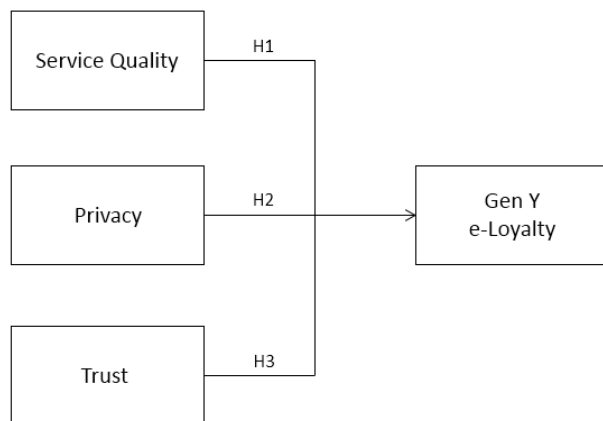 Service Quality
H1
Privacy
H2
Gen Y
e-Loyalty
Trust
H3